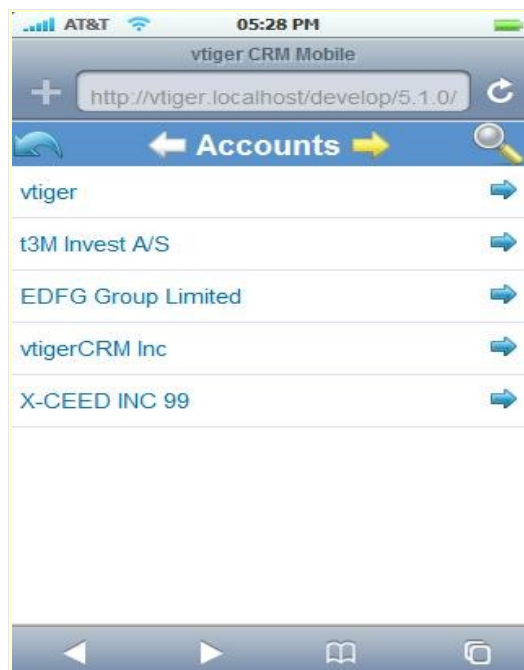 AT&T 05:28 PM
vtiger CRM Mobile
http://vtiger.localhost/develop/5.1.0/
Accounts
vtiger
t3M Invest A/S
EDFG Group Limited
vtigerCRM Inc
X-CEED INC 99